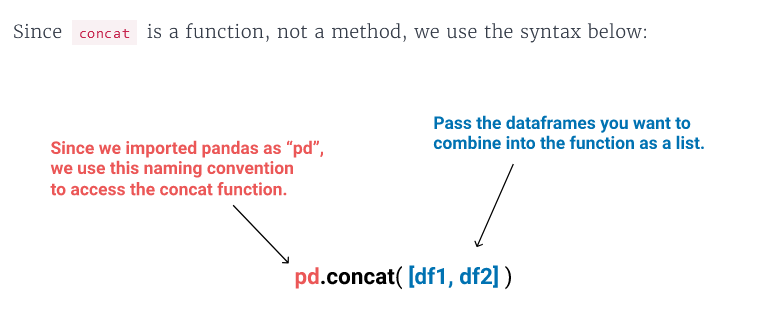 Since concat is a function, not a method, we use the syntax below:
Pass the dataframes you want to
combine into the function as a list.
Since we imported pandas as “pd”,
we use this naming convention
to access the concat function.
pd.concat( [df1, df2] )